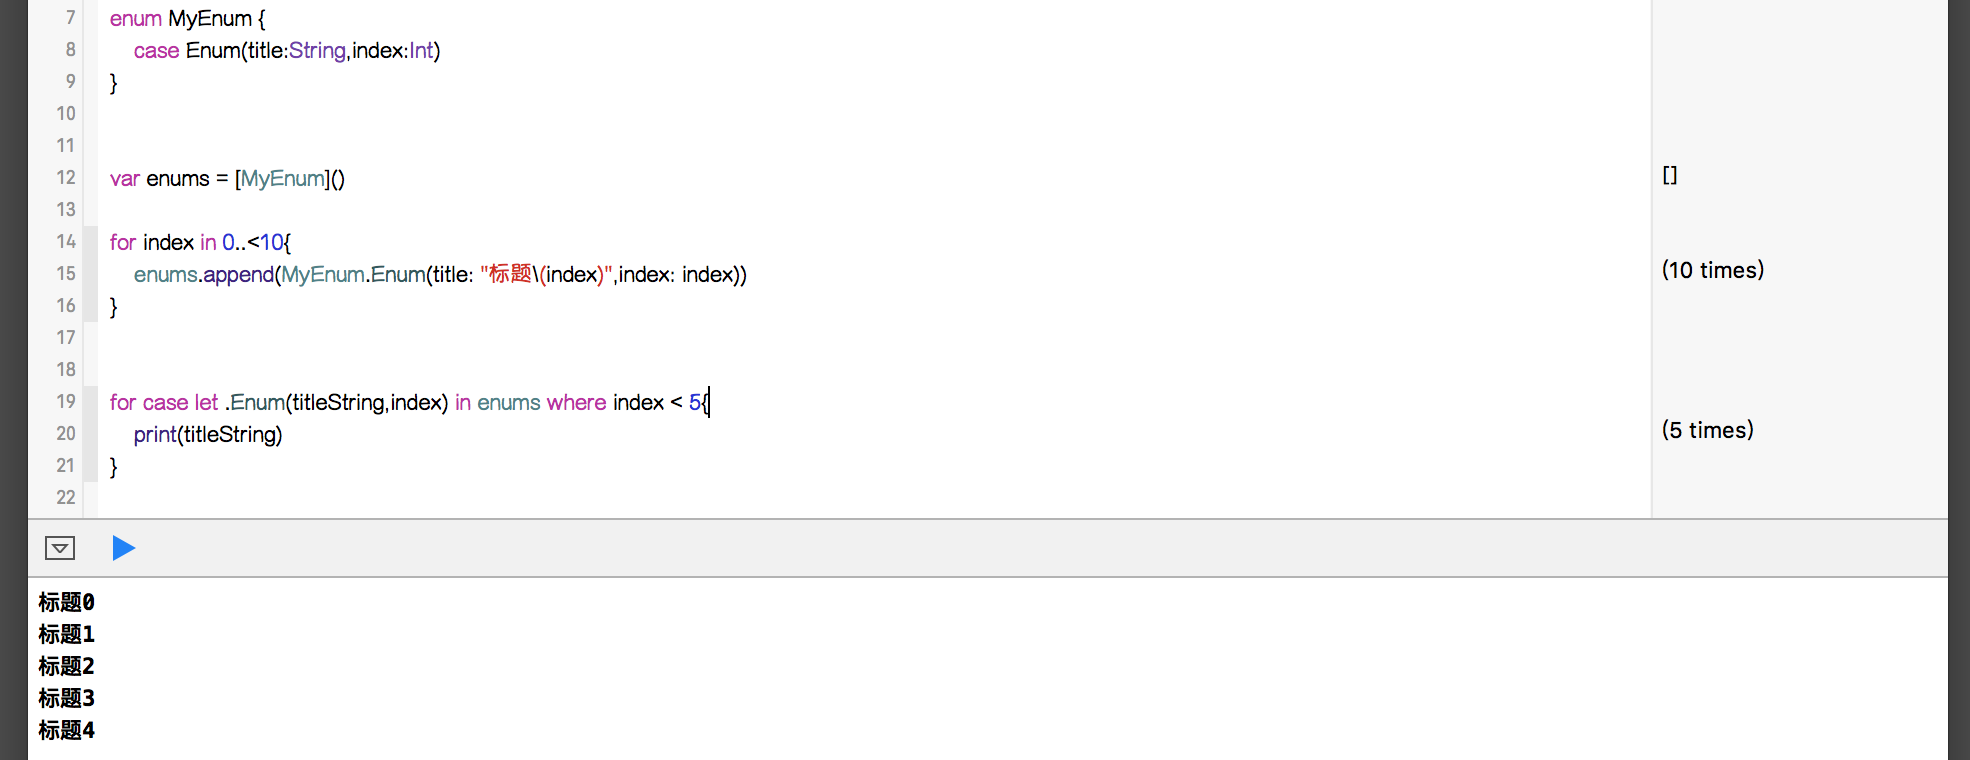 7 enum MyEnum {
8 case Enum(title:String,index:Int)
9 }
10
11
12 var enums = [MyEnum]() []
13
14 for index in 0..<10{
15 enums.append(MyEnum.Enum(title: "标题\(index)",index: index)) (10 times)
16 }
17
18
19 for case let .Enum(titleString,index) in enums where index < 5{
20 print(titleString) (5 times)
21 }
22
标题0
标题1
标题2
标题3
标题4